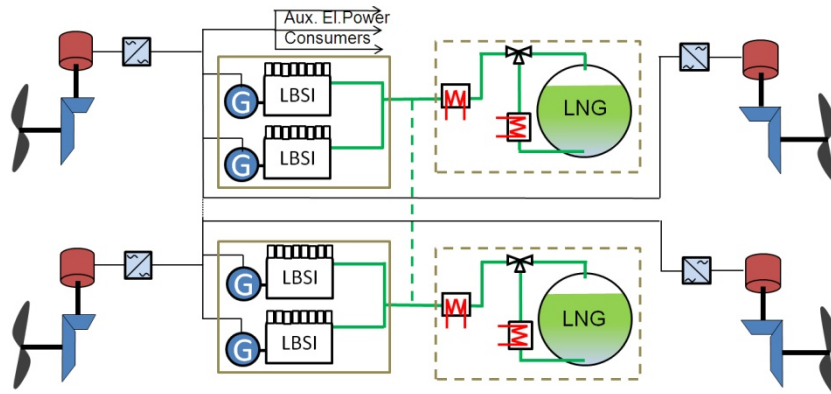 Aux. El.Power
Consumers
G
LBSI
LNG
G
LBSI
G
LBSI
LNG
G
LBSI